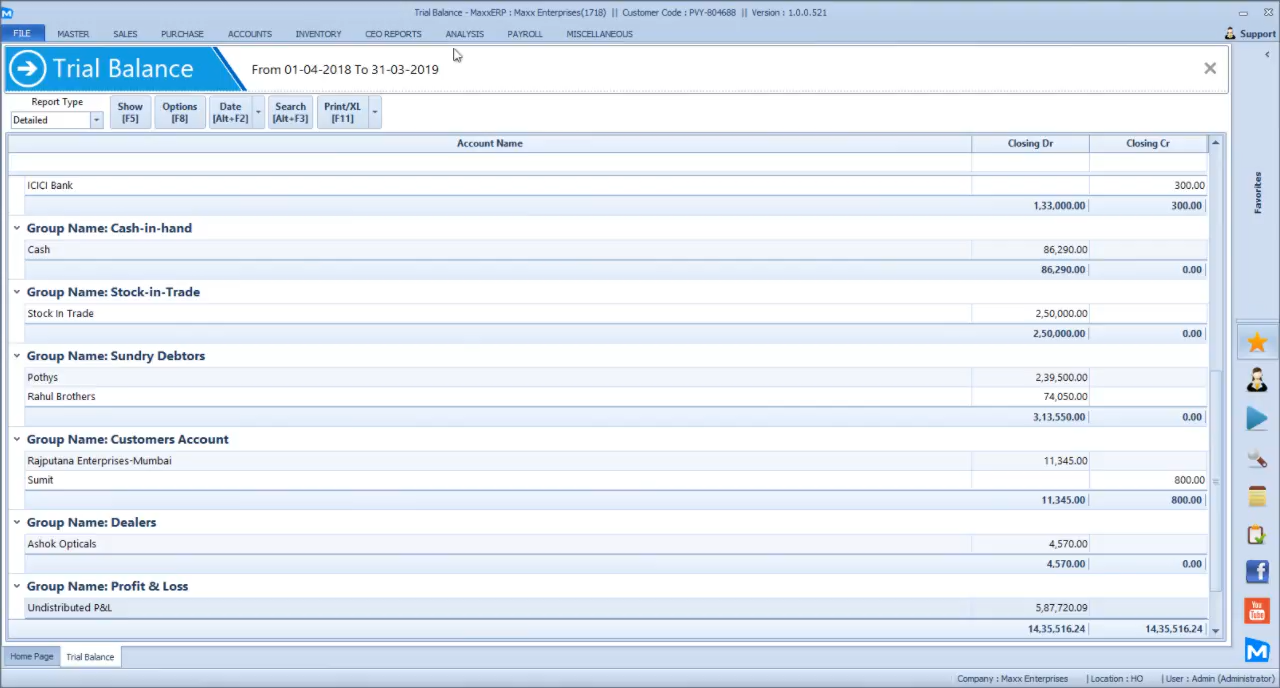 Trial Balance - MaxxERP : Maxx Enterprises(1718) || Customer Code : PVY-804688 || Version : 1.0.0.521
FILE MASTER SALES PURCHASE ACCOUNTS INVENTORY CEO REPORTS ANALYSIS PAYROLL MISCELLANEOUS Support
Trial Balance From 01-04-2018 To 31-03-2019
Report Type
Detailed
Show [F5]
Options [F8]
Date [Alt+F2]
Search [Alt+F3]
Print/XL [F11]
Account Name Closing Dr Closing Cr
ICICI Bank 300.00
1,33,000.00 300.00
Group Name: Cash-in-hand
Cash 86,290.00
86,290.00 0.00
Group Name: Stock-in-Trade
Stock In Trade 2,50,000.00
2,50,000.00 0.00
Group Name: Sundry Debtors
Pothys 2,39,500.00
Rahul Brothers 74,050.00
3,13,550.00 0.00
Group Name: Customers Account
Rajputana Enterprises-Mumbai 11,345.00
Sumit 800.00
11,345.00 800.00
Group Name: Dealers
Ashok Opticals 4,570.00
4,570.00 0.00
Group Name: Profit & Loss
Undistributed P&L 5,87,720.09
14,35,516.24 14,35,516.24
Favorites
You Tube
Home Page Trial Balance
Company : Maxx Enterprises | Location : HO | User : Admin (Administrator)